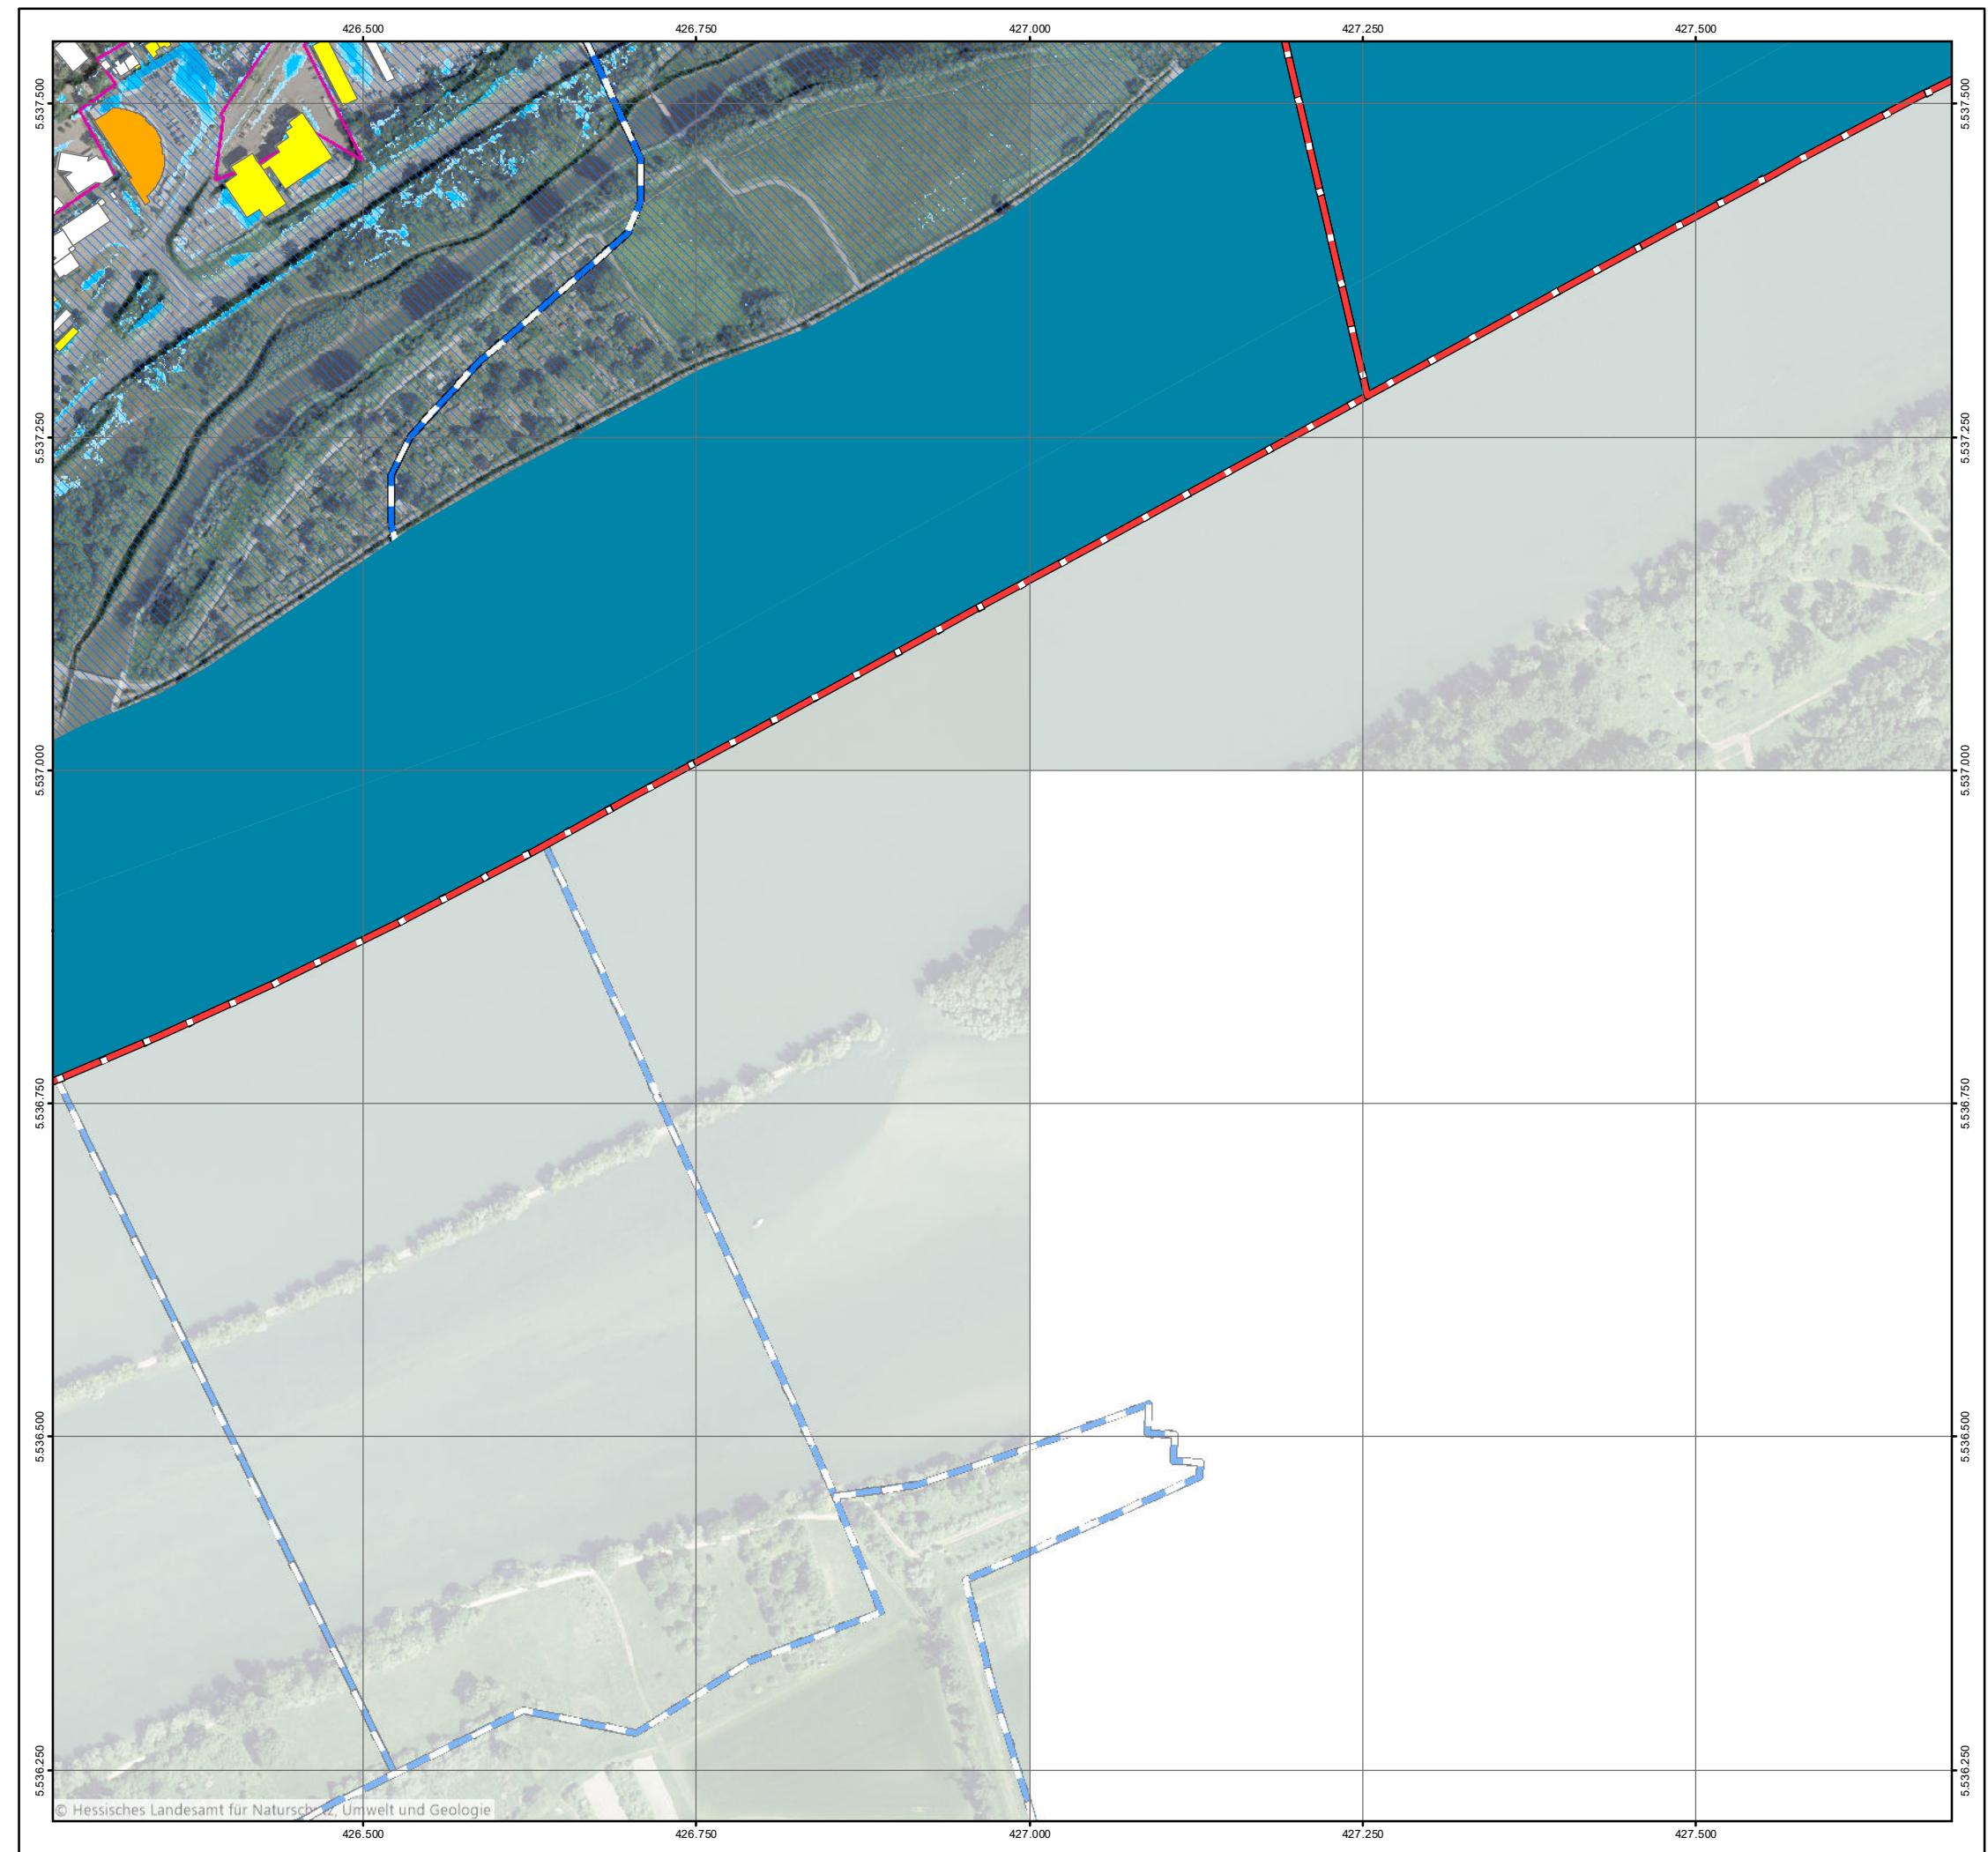 426.500 426.750 427.000 427.250 427.500
5.537.500 5.537.500
5.537.250 5.537.250
5.537.000 5.537.000
5.536.750 5.536.750
5.536.500 5.536.500
5.536.250 5.536.250
© Hessisches Landesamt für Naturschutz, Umwelt und Geologie
426.500 426.750 427.000 427.250 427.500